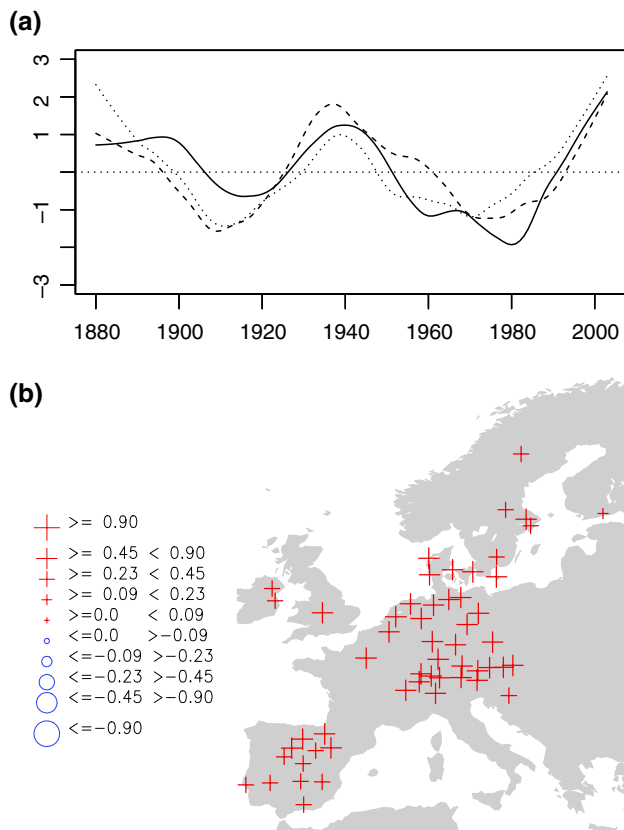 (a)
3
2
1
-1
-3
1880 1900 1920 1940 1960 1980 2000
(b)
>= 0.90
>= 0.45 < 0.90
>= 0.23 < 0.45
>= 0.09 < 0.23
>=0.0 < 0.09
<=0.0 >-0.09
<=-0.09 >-0.23
<=-0.23 >-0.45
<=-0.45 >-0.90
<=-0.90